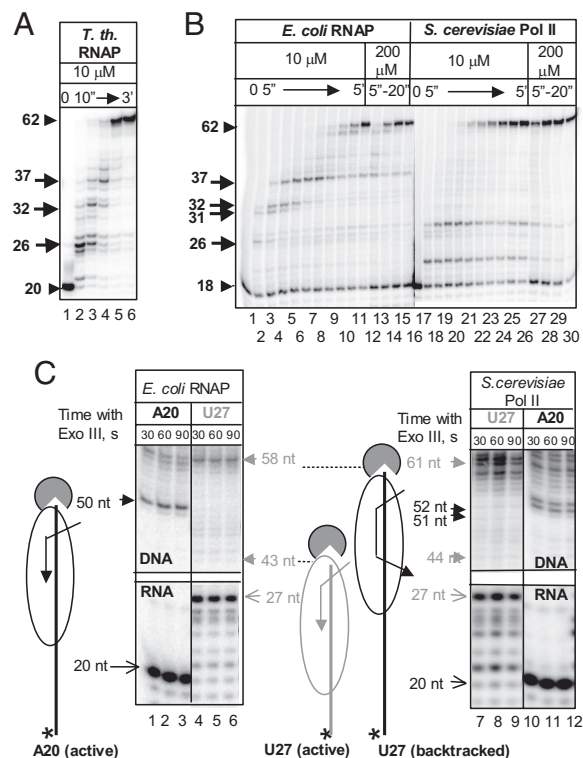 A
T. th.
RNAP
10 µM
0 10" 3'
62
37
32
26
20
1 2 3 4 5 6
B
E. coli RNAP
S. cerevisiae Pol II
10 µM
200
µM
10 µM
200
µM
0 5" 5' 5"-20"
0 5" 5' 5"-20"
62
37
32
31
26
18
1 3 5 7 9 11 13 15 17 19 21 23 25 27 29
2 4 6 8 10 12 14 16 18 20 22 24 26 28 30
C
E. coli RNAP
A20 U27
Time with
Exo III, s
30 60 90 30 60 90
50 nt
DNA
RNA
20 nt
1 2 3 4 5 6
*
A20 (active)
58 nt
43 nt
27 nt
*
U27 (active)
*
U27 (backtracked)
S.cerevisiae
Pol II
U27 A20
Time with
Exo III, s
30 60 90 30 60 90
61 nt
52 nt
51 nt
44 nt
DNA
27 nt
RNA
20 nt
7 8 9 10 11 12